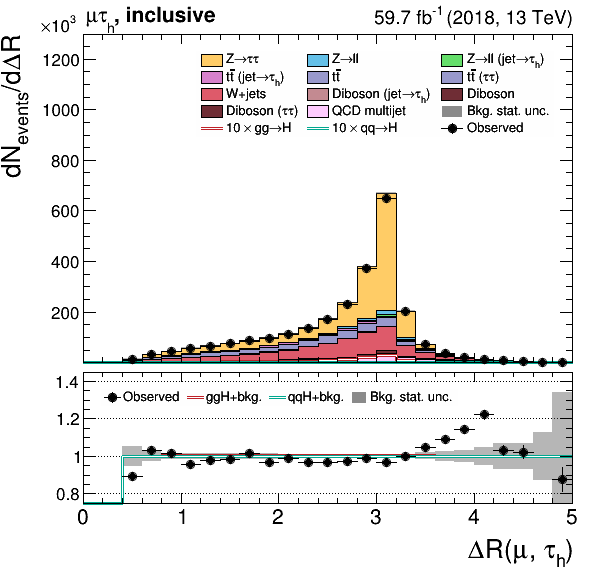 ×10³ μτₕ, inclusive 59.7 fb⁻¹ (2018, 13 TeV)
dN_events/dΔR
1200
1000
800
600
400
200
Z→ττ Z→ll Z→ll (jet→τₕ)
tt̄ (jet→τₕ) tt̄ tt̄ (ττ)
W+jets Diboson (jet→τₕ) Diboson
Diboson (ττ) QCD multijet Bkg. stat. unc.
10 × gg→H 10 × qq→H Observed
1.4
1.2
1
0.8
Observed ggH+bkg. qqH+bkg. Bkg. stat. unc.
0 1 2 3 4 5
ΔR(μ, τₕ)